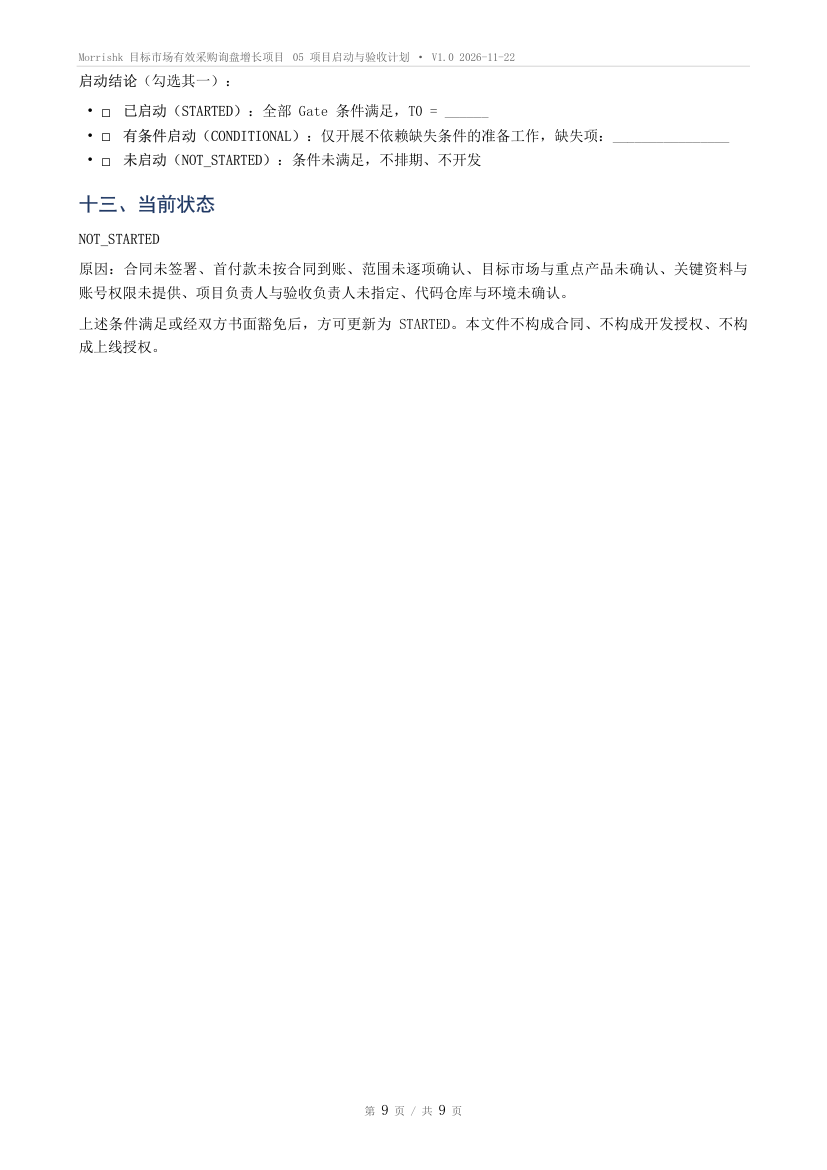 Morrishk 目标市场有效采购询盘增长项目 05 项目启动与验收计划 • V1.0 2026-11-22
启动结论（勾选其一）：
• □ 已启动（STARTED）：全部 Gate 条件满足，T0 = ______
• □ 有条件启动（CONDITIONAL）：仅开展不依赖缺失条件的准备工作，缺失项：________________
• □ 未启动（NOT_STARTED）：条件未满足，不排期、不开发
十三、当前状态
NOT_STARTED
原因：合同未签署、首付款未按合同到账、范围未逐项确认、目标市场与重点产品未确认、关键资料与
账号权限未提供、项目负责人与验收负责人未指定、代码仓库与环境未确认。
上述条件满足或经双方书面豁免后，方可更新为 STARTED。本文件不构成合同、不构成开发授权、不构
成上线授权。
第 9 页 / 共 9 页